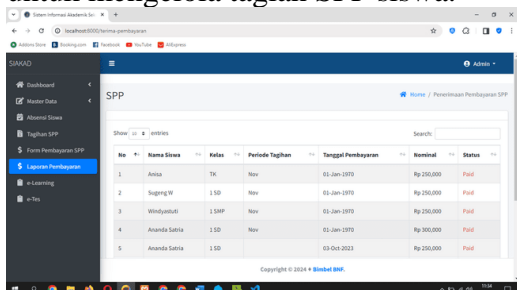 untuk mengelola tagian SPP siswa.
Sistem Informasi Akademik
localhost:8000/terima-pembayaran
Addons Store Booking.com Facebook YouTube AliExpress
SIAKAD
Admin
Dashboard
Master Data
Absensi Siswa
Tagihan SPP
Form Pembayaran SPP
Laporan Pembayaran
e-Learning
e-Tes
SPP
Home / Penerimaan Pembayaran SPP
Show 10 entries
Search:
No Nama Siswa Kelas Periode Tagihan Tanggal Pembayaran Nominal Status
1 Anisa TK Nov 01-Jan-1970 Rp 250,000 Paid
2 Sugeng W 1 SD Nov 01-Jan-1970 Rp 250,000 Paid
3 Windyastuti 1 SMP Nov 01-Jan-1970 Rp 250,000 Paid
4 Ananda Satria 1 SD Nov 01-Jan-1970 Rp 300,000 Paid
5 Ananda Satria 1 SD 03-Oct-2023 Rp 250,000 Paid
Copyright © 2024 Bimbel BNF.
11:54